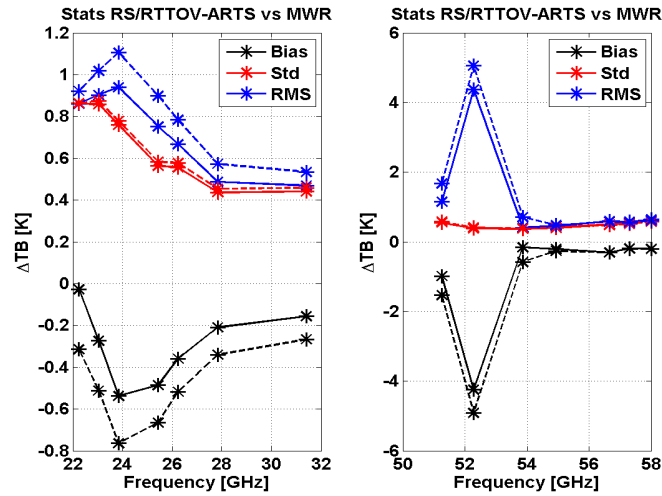 Stats RS/RTTOV-ARTS vs MWR
ΔTB [K]
1.2
1
0.8
0.6
0.4
0.2
0
-0.2
-0.4
-0.6
-0.8
22
24
26
28
30
32
Frequency [GHz]
Bias
Std
RMS
Stats RS/RTTOV-ARTS vs MWR
ΔTB [K]
6
4
2
0
-2
-4
-6
50
52
54
56
58
Frequency [GHz]
Bias
Std
RMS